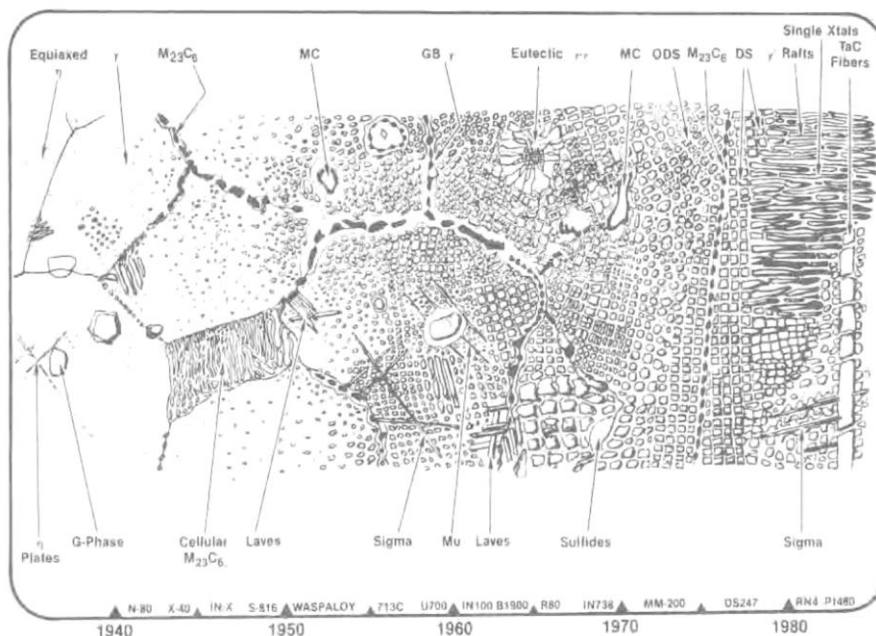 Single Xtals
Equiaxed γ M₂₃C₆ MC GB γ Eutectic MC ODS M₂₃C₆ DS γ' Rafts TaC
η Fibers
η G-Phase Cellular Laves Sigma Mu Laves Sulfides Sigma
Plates M₂₃C₆.
N-80 X-40 IN-X S-816 WASPALOY 713C U700 IN100 B1900 R80 IN738 MM-200 DS247 RN4
1940 1950 1960 1970 1980